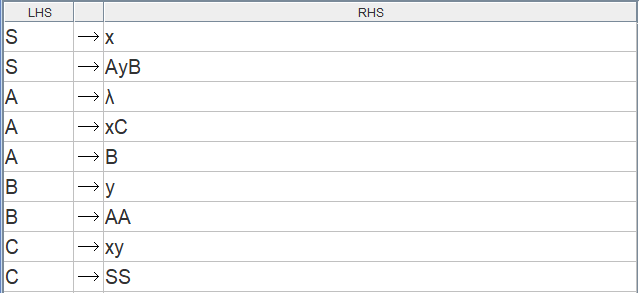 LHS RHS
S → x
S → AyB
A → λ
A → xC
A → B
B → y
B → AA
C → xy
C → SS